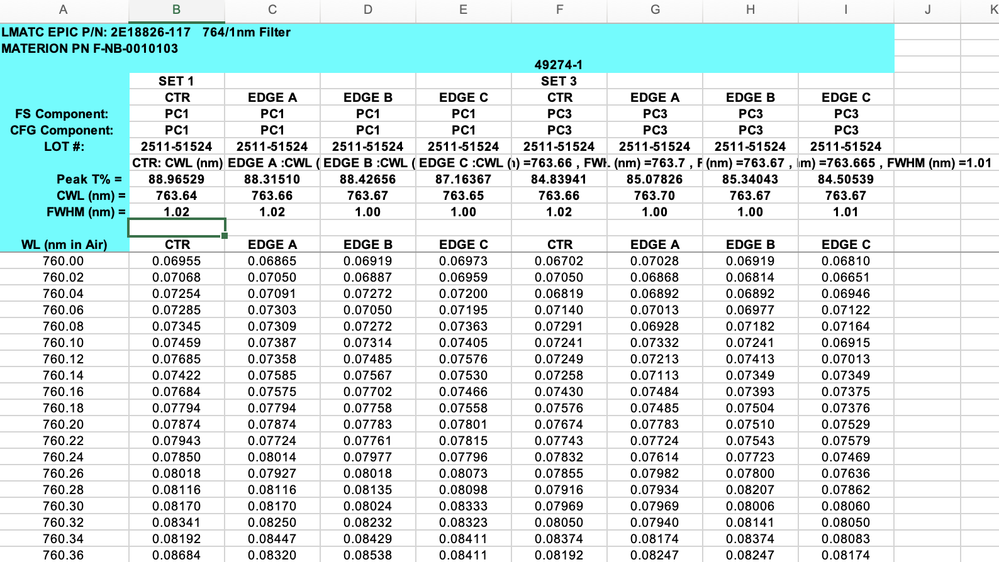 A B C D E F G H I J K
LMATC EPIC P/N: 2E18826-117 764/1nm Filter
MATERION PN F-NB-0010103
49274-1
SET 1 SET 3
CTR EDGE A EDGE B EDGE C CTR EDGE A EDGE B EDGE C
FS Component: PC1 PC1 PC1 PC1 PC3 PC3 PC3 PC3
CFG Component: PC1 PC1 PC1 PC1 PC3 PC3 PC3 PC3
LOT #: 2511-51524 2511-51524 2511-51524 2511-51524 2511-51524 2511-51524 2511-51524 2511-51524
CTR: CWL (nm) EDGE A :CWL ( EDGE B :CWL ( EDGE C :CWL ( ) =763.66 , FWH (nm) =763.7 , F (nm) =763.67 , m) =763.665 , FWHM (nm) =1.01
Peak T% = 88.96529 88.31510 88.42656 87.16367 84.83941 85.07826 85.34043 84.50539
CWL (nm) = 763.64 763.66 763.67 763.65 763.66 763.70 763.67 763.67
FWHM (nm) = 1.02 1.02 1.00 1.00 1.02 1.00 1.00 1.01
WL (nm in Air) CTR EDGE A EDGE B EDGE C CTR EDGE A EDGE B EDGE C
760.00 0.06955 0.06865 0.06919 0.06973 0.06702 0.07028 0.06919 0.06810
760.02 0.07068 0.07050 0.06887 0.06959 0.07050 0.06868 0.06814 0.06651
760.04 0.07254 0.07091 0.07272 0.07200 0.06819 0.06892 0.06892 0.06946
760.06 0.07285 0.07303 0.07050 0.07195 0.07140 0.07013 0.06977 0.07122
760.08 0.07345 0.07309 0.07272 0.07363 0.07291 0.06928 0.07182 0.07164
760.10 0.07459 0.07387 0.07314 0.07405 0.07241 0.07332 0.07241 0.06915
760.12 0.07685 0.07358 0.07485 0.07576 0.07249 0.07213 0.07413 0.07013
760.14 0.07422 0.07585 0.07567 0.07530 0.07258 0.07113 0.07349 0.07349
760.16 0.07684 0.07575 0.07702 0.07466 0.07430 0.07484 0.07393 0.07375
760.18 0.07794 0.07794 0.07758 0.07558 0.07576 0.07485 0.07504 0.07376
760.20 0.07874 0.07874 0.07783 0.07801 0.07674 0.07783 0.07510 0.07529
760.22 0.07943 0.07724 0.07761 0.07815 0.07743 0.07724 0.07543 0.07579
760.24 0.07850 0.08014 0.07977 0.07796 0.07832 0.07614 0.07723 0.07469
760.26 0.08018 0.07927 0.08018 0.08073 0.07855 0.07982 0.07800 0.07636
760.28 0.08116 0.08116 0.08135 0.08098 0.07916 0.07934 0.08207 0.07862
760.30 0.08170 0.08170 0.08024 0.08333 0.07969 0.07969 0.08006 0.08060
760.32 0.08341 0.08250 0.08232 0.08323 0.08050 0.07940 0.08141 0.08050
760.34 0.08192 0.08447 0.08429 0.08411 0.08374 0.08174 0.08374 0.08083
760.36 0.08684 0.08320 0.08538 0.08411 0.08192 0.08247 0.08247 0.08174